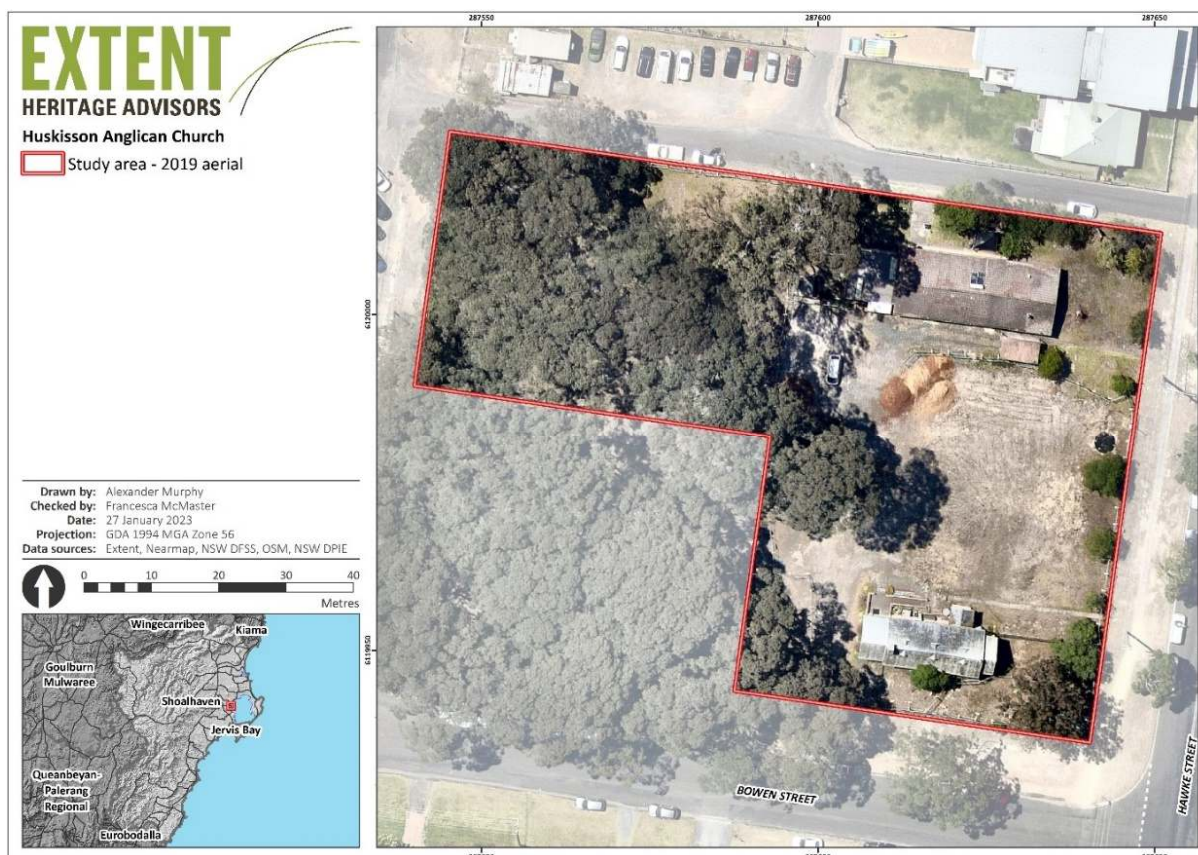 EXTENT
HERITAGE ADVISORS
Huskisson Anglican Church
Study area - 2019 aerial
Drawn by: Alexander Murphy
Checked by: Francesca McMaster
Date: 27 January 2023
Projection: GDA 1994 MGA Zone 56
Data sources: Extent, Nearmap, NSW DFSS, OSM, NSW DPIE
0 10 20 30 40
Metres
Wingecarribee
Kiama
Goulburn
Mulwaree
Shoalhaven
Jervis Bay
Queanbeyan-
Palerang
Regional
Eurobodalla
287550
287600
287650
6120000
6119950
BOWEN STREET
HAWKE STREET